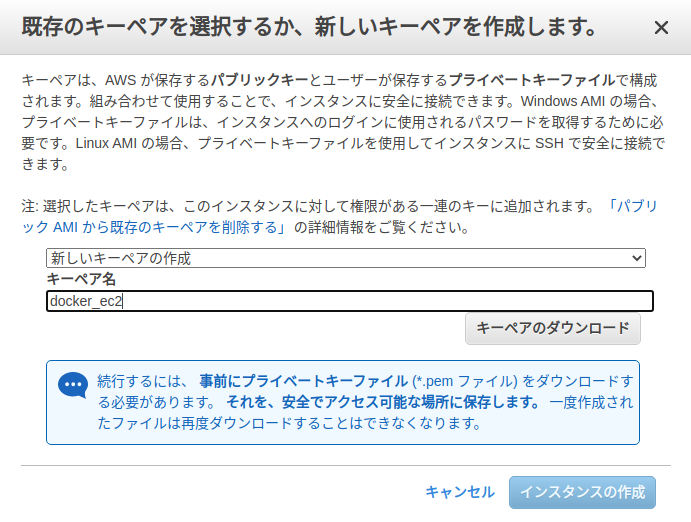 既存のキーペアを選択するか、新しいキーペアを作成します。
キーペアは、AWS が保存するパブリックキーとユーザーが保存するプライベートキーファイルで構成
されます。組み合わせて使用することで、インスタンスに安全に接続できます。Windows AMI の場合、
プライベートキーファイルは、インスタンスへのログインに使用されるパスワードを取得するために必
要です。Linux AMI の場合、プライベートキーファイルを使用してインスタンスに SSH で安全に接続で
きます。
注: 選択したキーペアは、このインスタンスに対して権限がある一連のキーに追加されます。 「パブリ
ック AMI から既存のキーペアを削除する」 の詳細情報をご覧ください。
新しいキーペアの作成
キーペア名
docker_ec2
キーペアのダウンロード
続行するには、 事前にプライベートキーファイル (*.pem ファイル) をダウンロードす
る必要があります。 それを、安全でアクセス可能な場所に保存します。 一度作成され
たファイルは再度ダウンロードすることはできなくなります。
キャンセル
インスタンスの作成